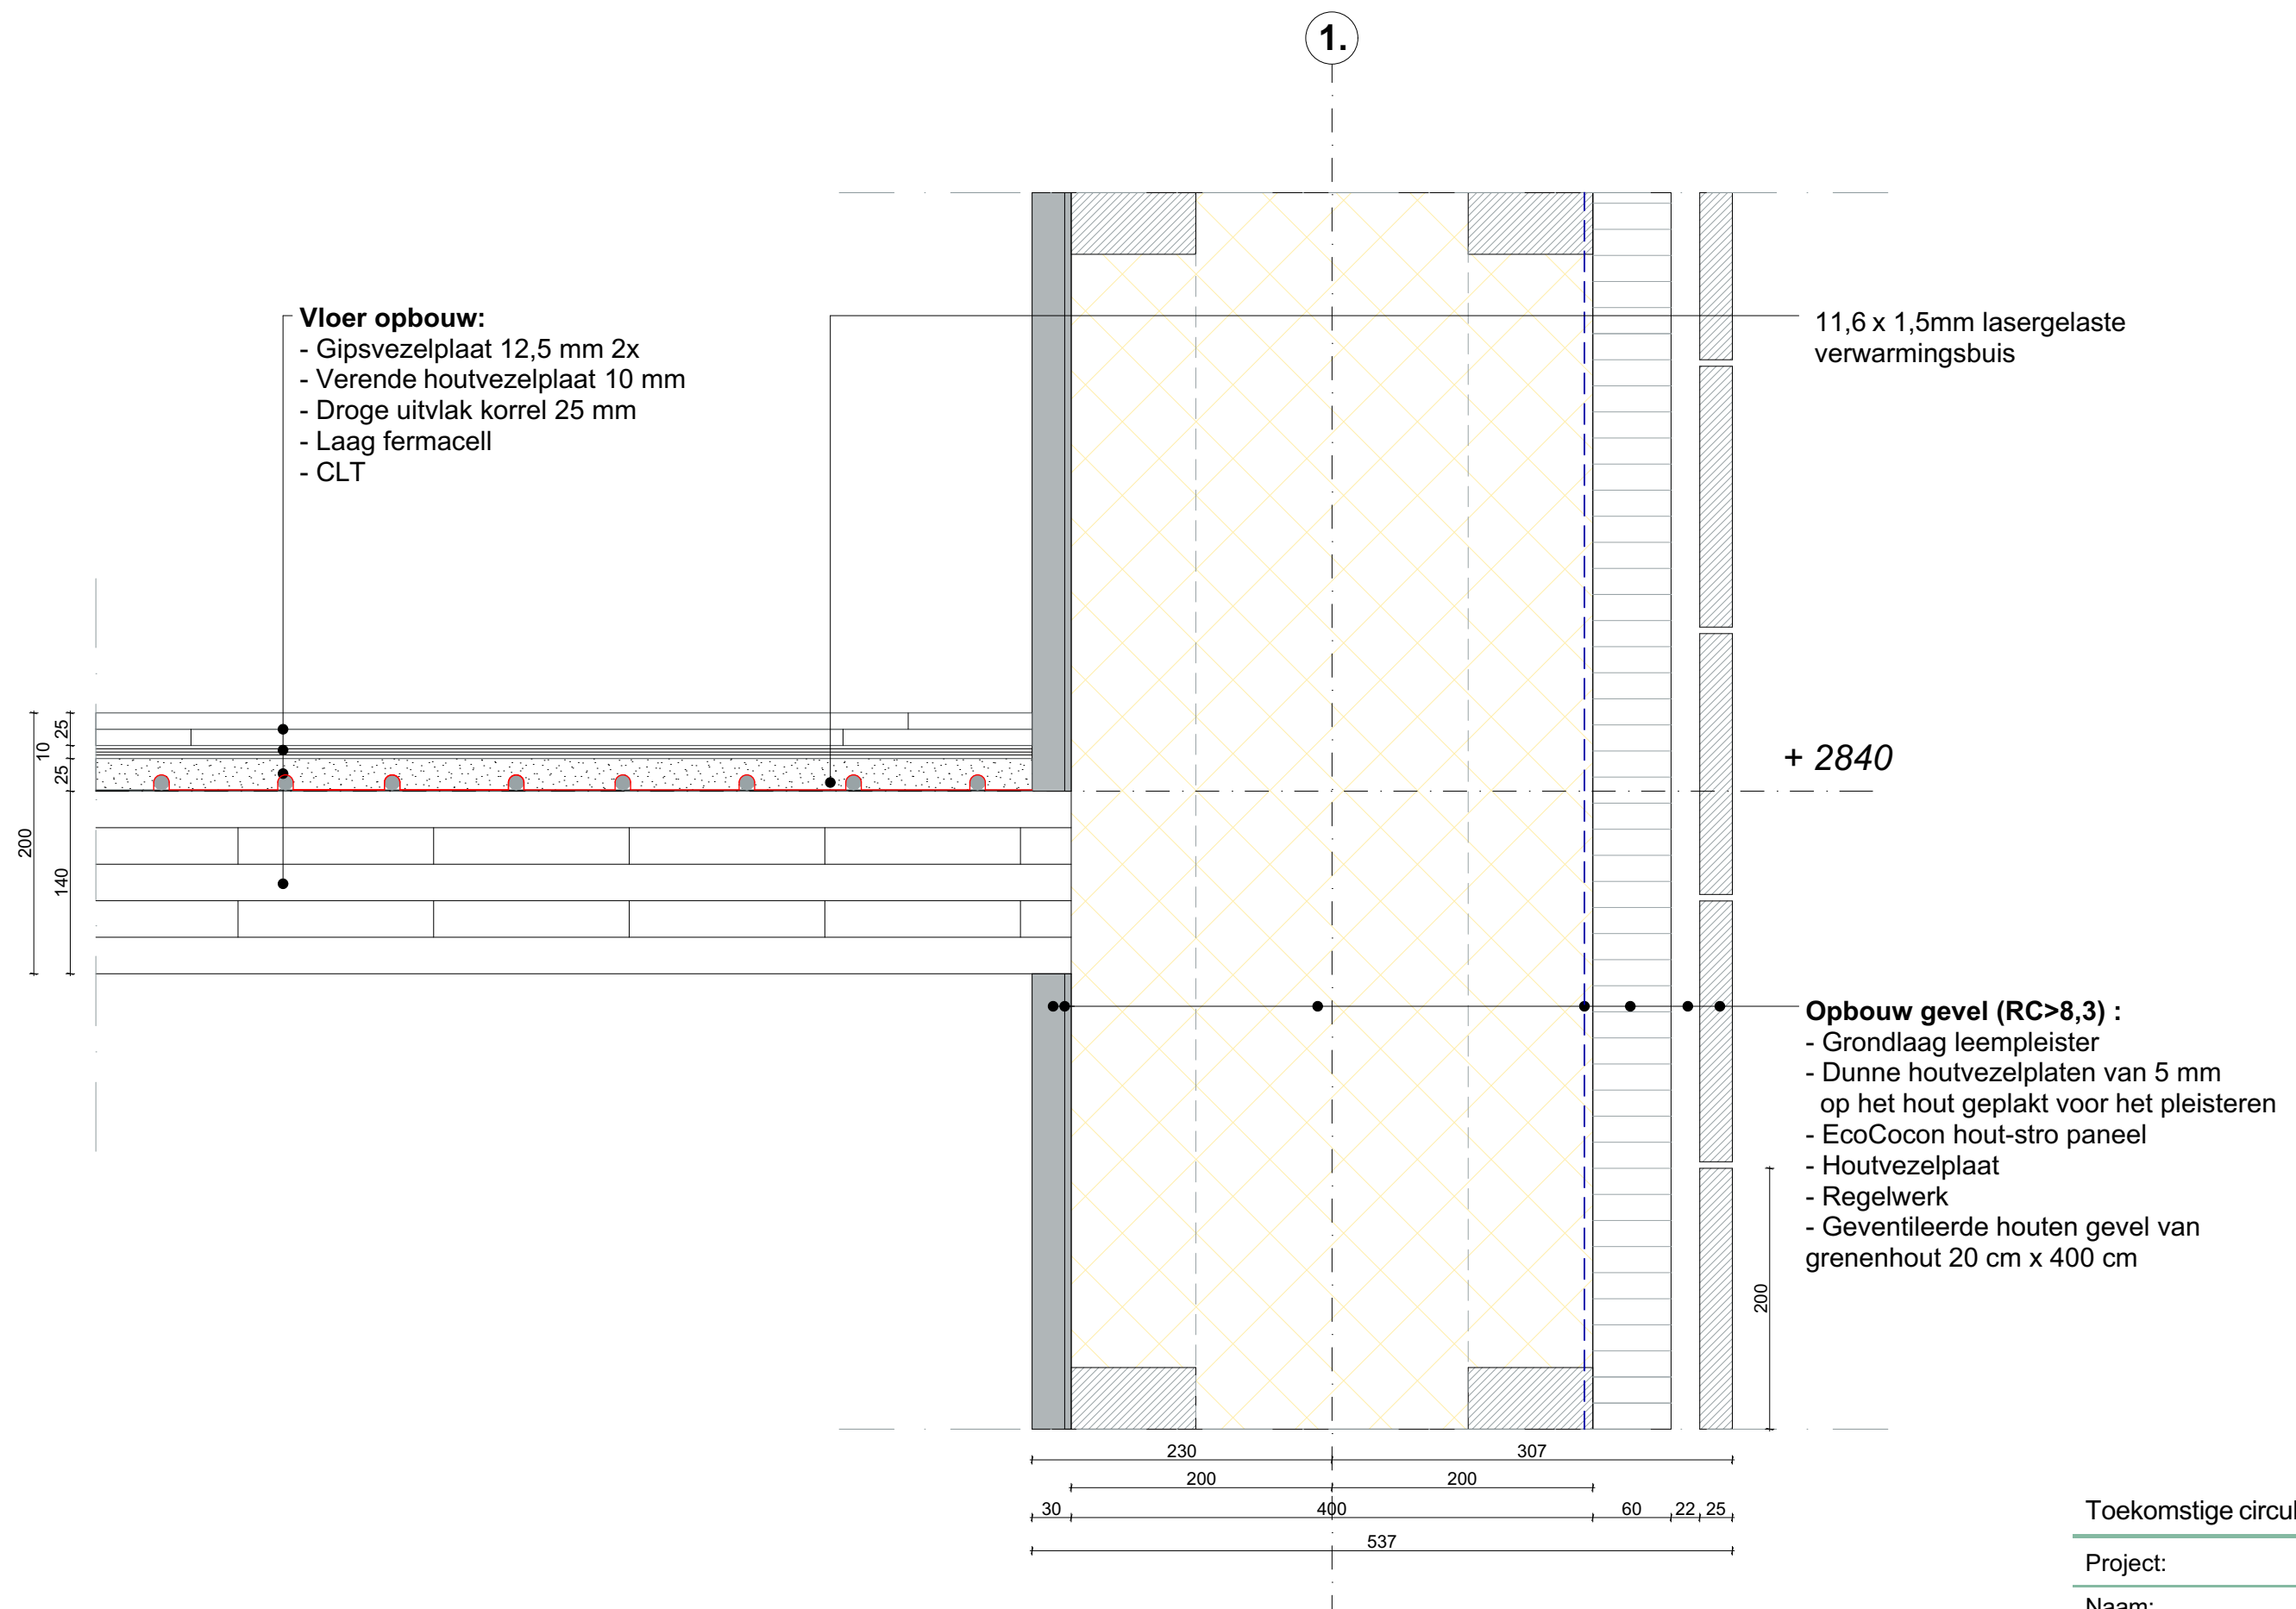 1.
Vloer opbouw:
- Gipsvezelplaat 12,5 mm 2x
- Verende houtvezelplaat 10 mm
- Droge uitvlak korrel 25 mm
- Laag fermacell
- CLT
11,6 x 1,5mm lasergelaste
verwarmingsbuis
25
10
25
200
140
+ 2840
Opbouw gevel (RC>8,3) :
- Grondlaag leempleister
- Dunne houtvezelplaten van 5 mm
op het hout geplakt voor het pleisteren
- EcoCocon hout-stro paneel
- Houtvezelplaat
- Regelwerk
- Geventileerde houten gevel van
grenenhout 20 cm x 400 cm
200
230 307
200 200
30 400 60 22 25
537
Toekomstige circul
Project:
Naam: